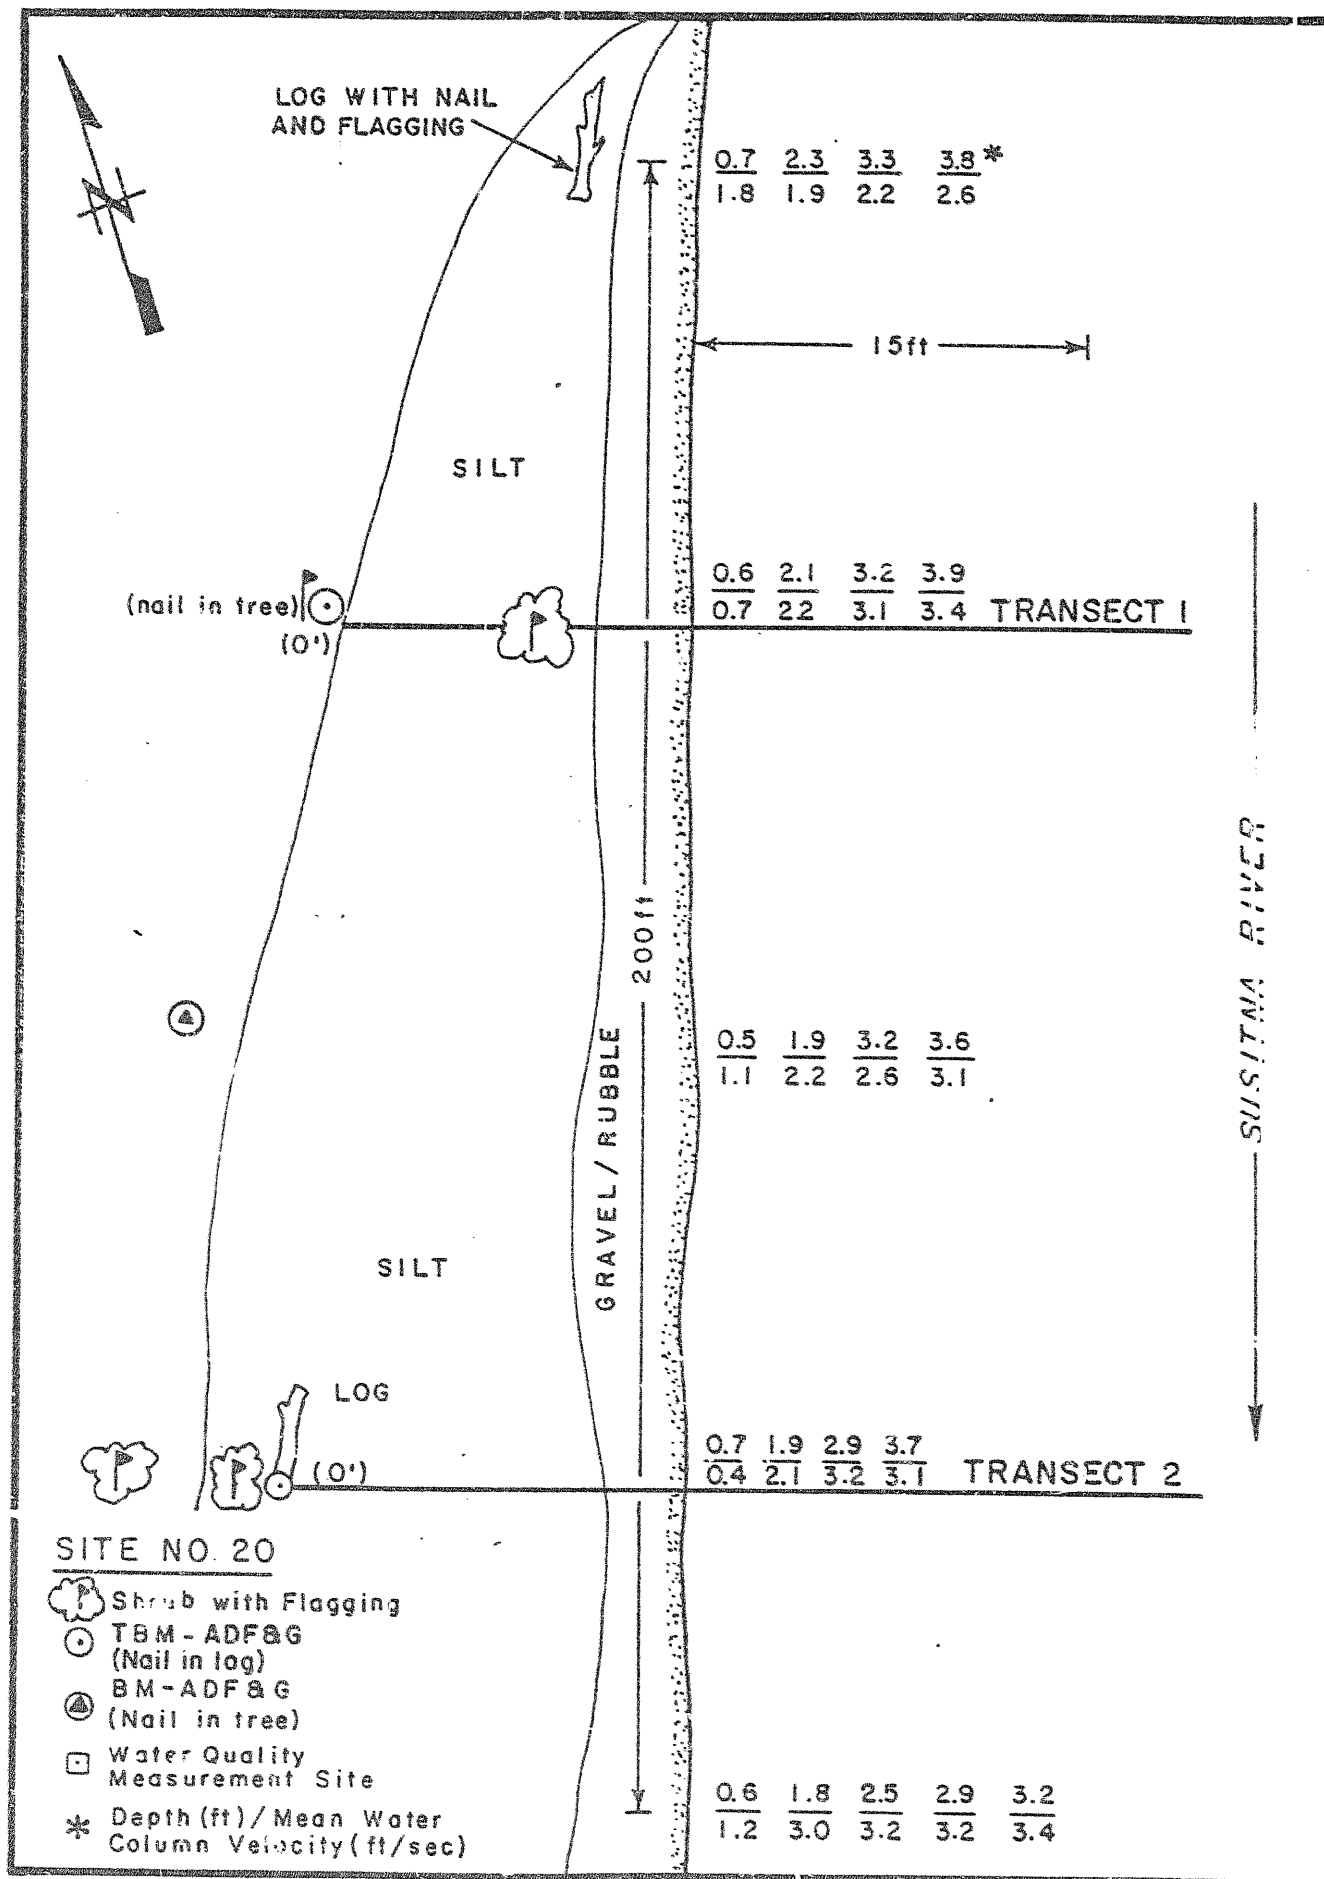 LOG WITH NAIL
AND FLAGGING
0.7 2.3 3.3 3.8*
1.8 1.9 2.2 2.6
15ft
SILT
0.6 2.1 3.2 3.9
(nail in tree)
0.7 2.2 3.1 3.4 TRANSECT 1
(0')
200ft
SUSITNA RIVER
0.5 1.9 3.2 3.6
1.1 2.2 2.6 3.1
GRAVEL/RUBBLE
SILT
LOG
0.7 1.9 2.9 3.7
(0')
0.4 2.1 3.2 3.1 TRANSECT 2
SITE NO. 20
Shrub with Flagging
TBM-ADF&G
(Nail in log)
BM-ADF&G
(Nail in tree)
Water Quality
Measurement Site
* Depth (ft) / Mean Water
Column Velocity (ft/sec)
0.6 1.8 2.5 2.9 3.2
1.2 3.0 3.2 3.2 3.4